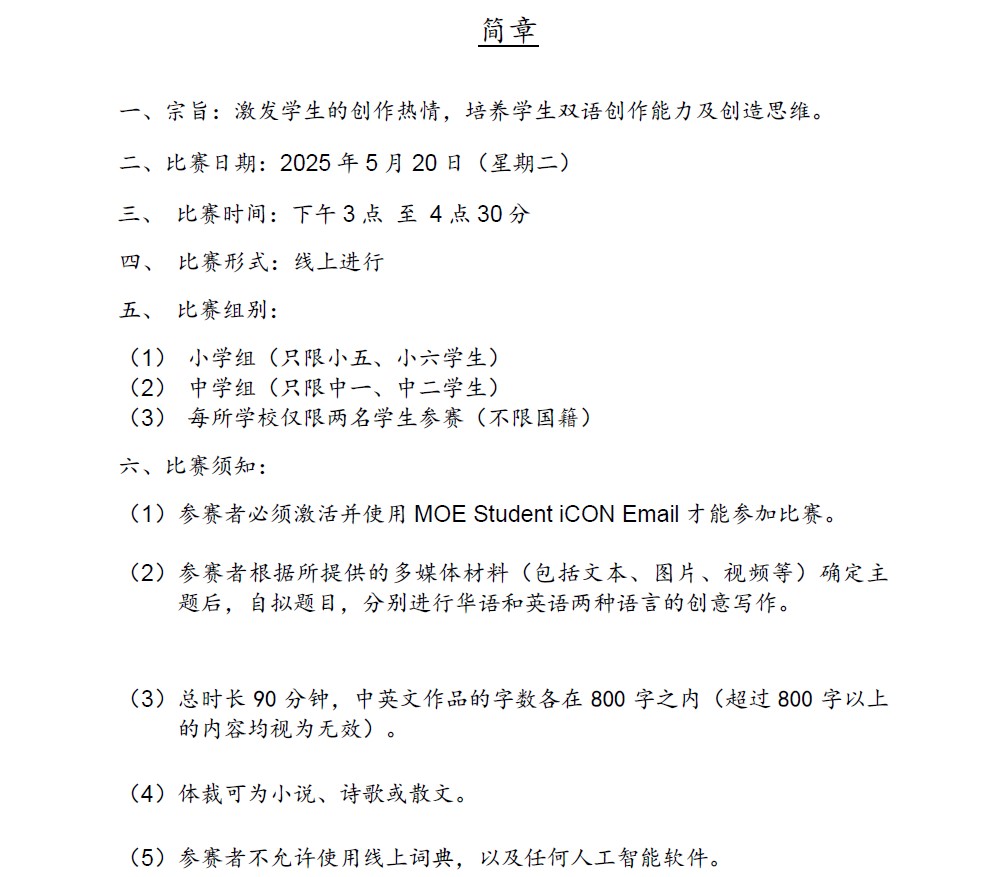 简章
一、宗旨：激发学生的创作热情，培养学生双语创作能力及创造思维。
二、比赛日期：2025 年 5 月 20 日（星期二）
三、 比赛时间：下午 3 点 至 4 点 30 分
四、 比赛形式：线上进行
五、 比赛组别：
（1） 小学组（只限小五、小六学生）
（2） 中学组（只限中一、中二学生）
（3） 每所学校仅限两名学生参赛（不限国籍）
六、比赛须知：
（1）参赛者必须激活并使用 MOE Student iCON Email 才能参加比赛。
（2）参赛者根据所提供的多媒体材料（包括文本、图片、视频等）确定主
题后，自拟题目，分别进行华语和英语两种语言的创意写作。
（3）总时长 90 分钟，中英文作品的字数各在 800 字之内（超过 800 字以上
的内容均视为无效）。
（4）体裁可为小说、诗歌或散文。
（5）参赛者不允许使用线上词典，以及任何人工智能软件。